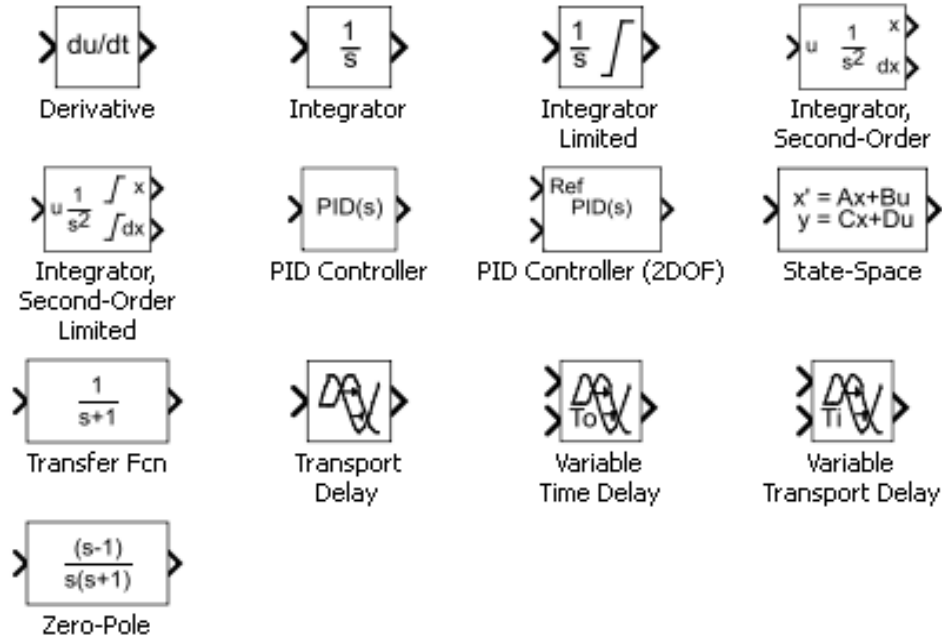 du/dt
Derivative
1
s
Integrator
1
s
Integrator
Limited
u
1
s²
x
dx
Integrator,
Second-Order
u
1
s²
x
dx
Integrator,
Second-Order
Limited
PID(s)
PID Controller
Ref
PID(s)
PID Controller (2DOF)
x' = Ax+Bu
y = Cx+Du
State-Space
1
s+1
Transfer Fcn
Transport
Delay
To
Variable
Time Delay
Ti
Variable
Transport Delay
(s-1)
s(s+1)
Zero-Pole